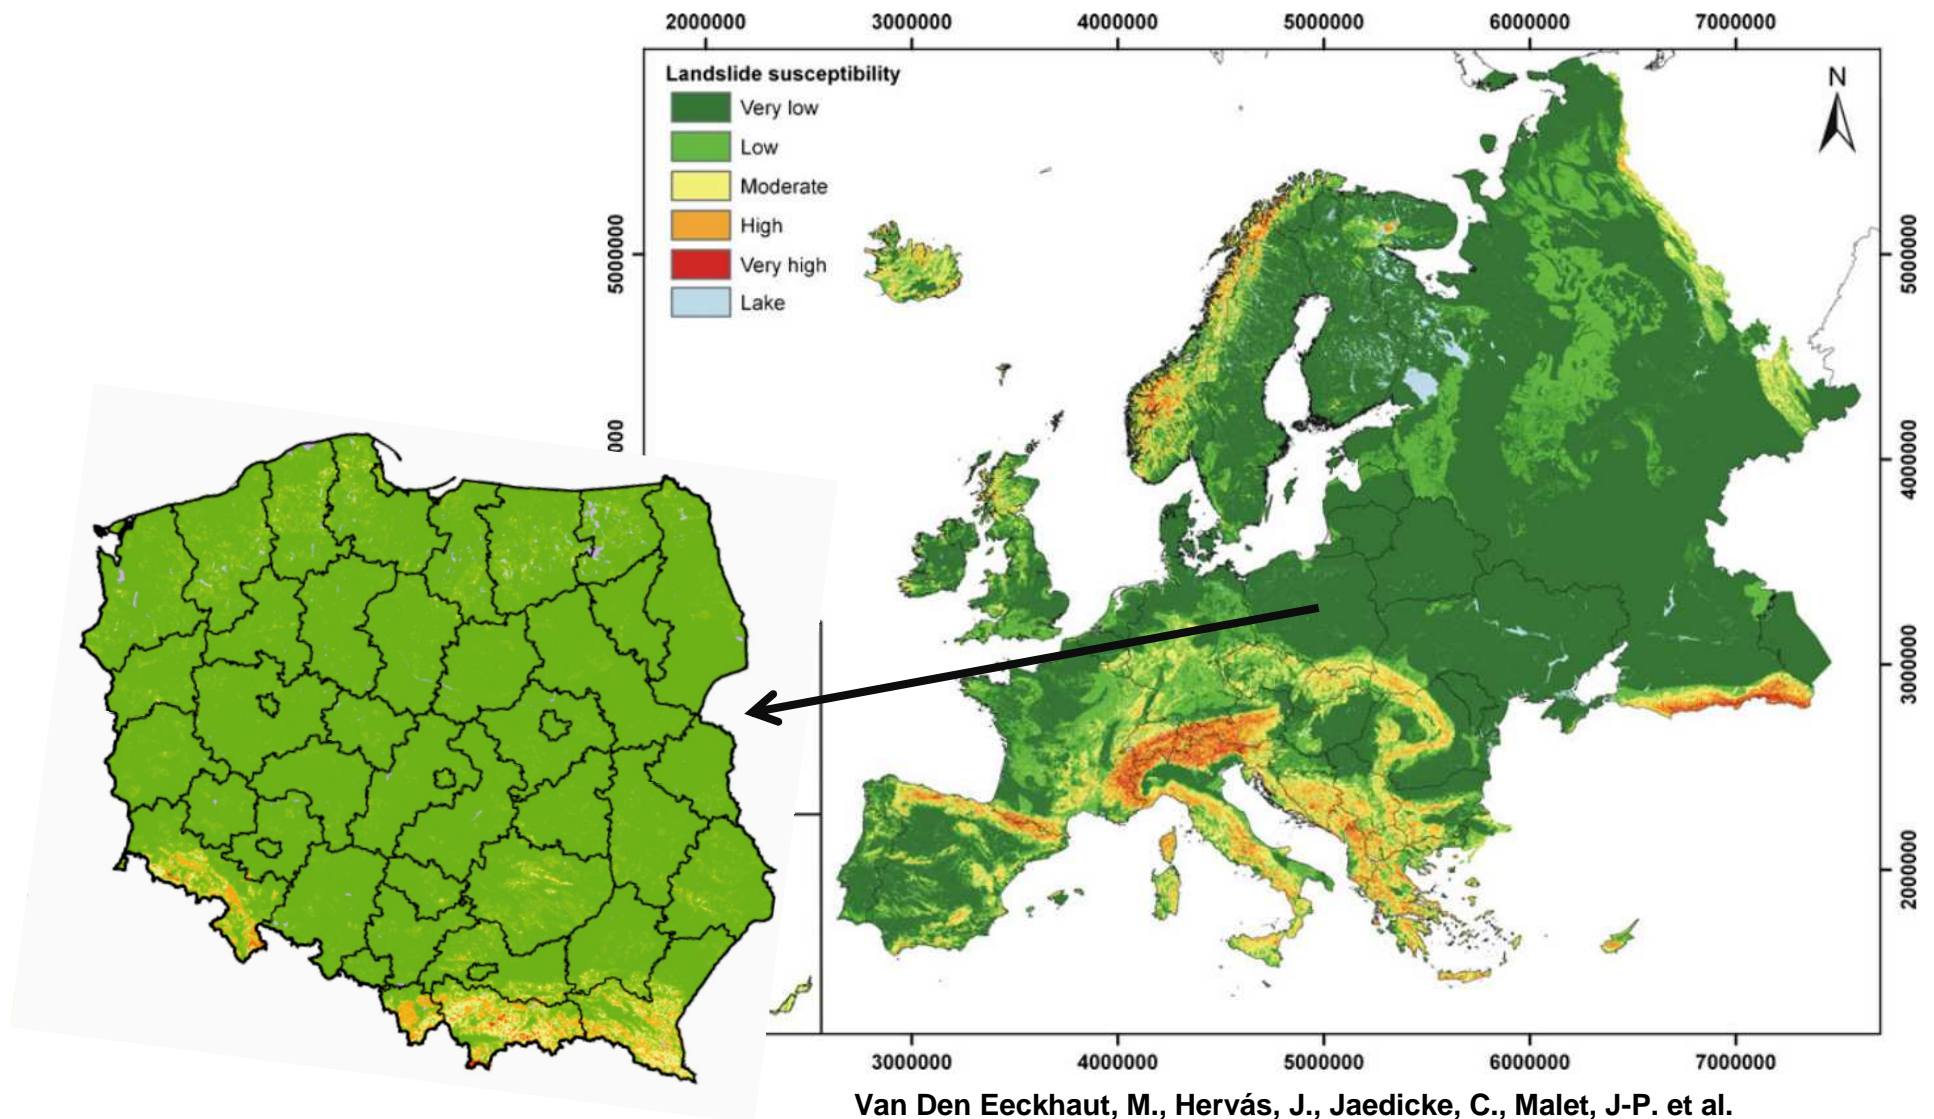 2000000 3000000 4000000 5000000 6000000 7000000
Landslide susceptibility
Very low
Low
Moderate
High
Very high
Lake
N
5000000
000
5000000
4000000
3000000
2000000
3000000 4000000 5000000 6000000 7000000
Van Den Eeckhaut, M., Hervás, J., Jaedicke, C., Malet, J-P. et al.